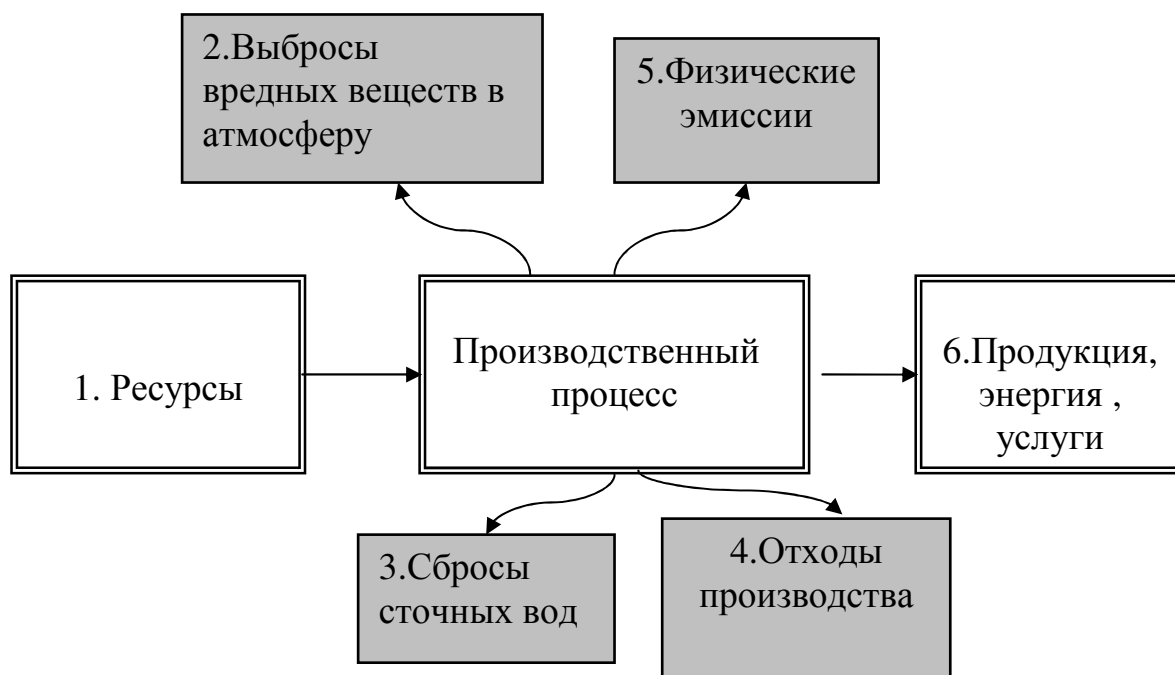 2.Выбросы
вредных веществ в
атмосферу
5.Физические
эмиссии
1. Ресурсы
Производственный
процесс
6.Продукция,
энергия ,
услуги
3.Сбросы
сточных вод
4.Отходы
производства